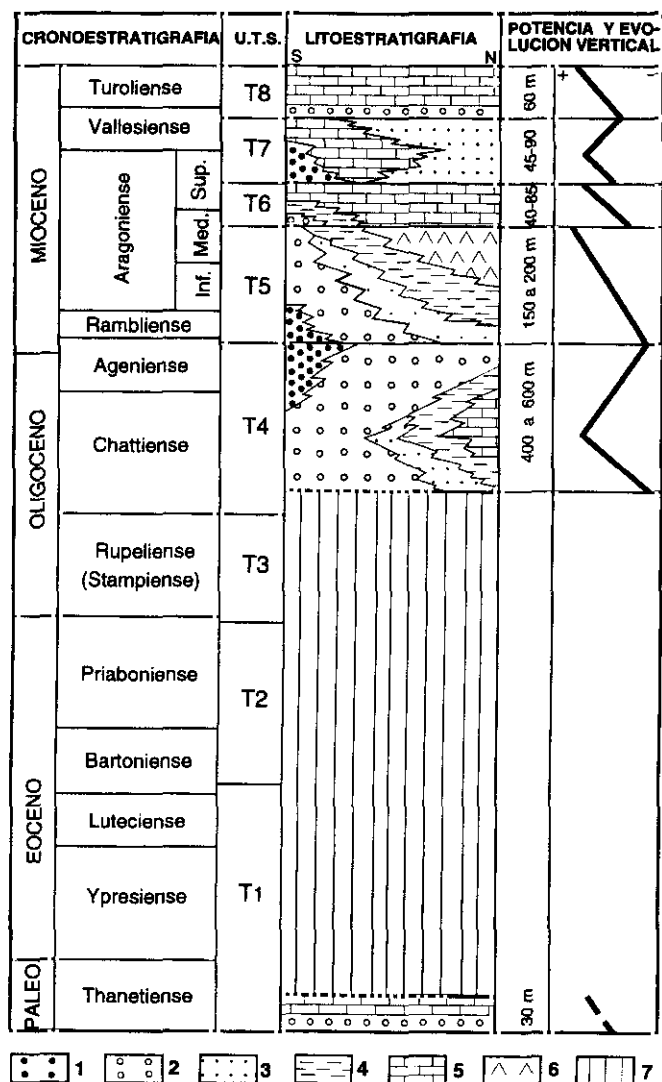 CRONOESTRATIGRAFIA U.T.S. LITOESTRATIGRAFIA POTENCIA Y EVO-
LUCION VERTICAL
S N
+ -
MIOCENO
Turoliense T8 60 m
Vallesiense
T7 45-90
Aragoniense
Sup.
T6 40-85
Med.
Inf.
T5 150 a 200 m
Rambliense
OLIGOCENO
Ageniense
T4 400 a 600 m
Chattiense
Rupeliense
(Stampiense)
T3
EOCENO
Priaboniense
T2
Bartoniense
Luteciense
Ypresiense
T1
PALEO
Thanetiense 30 m
1 2 3 4 5 6 7